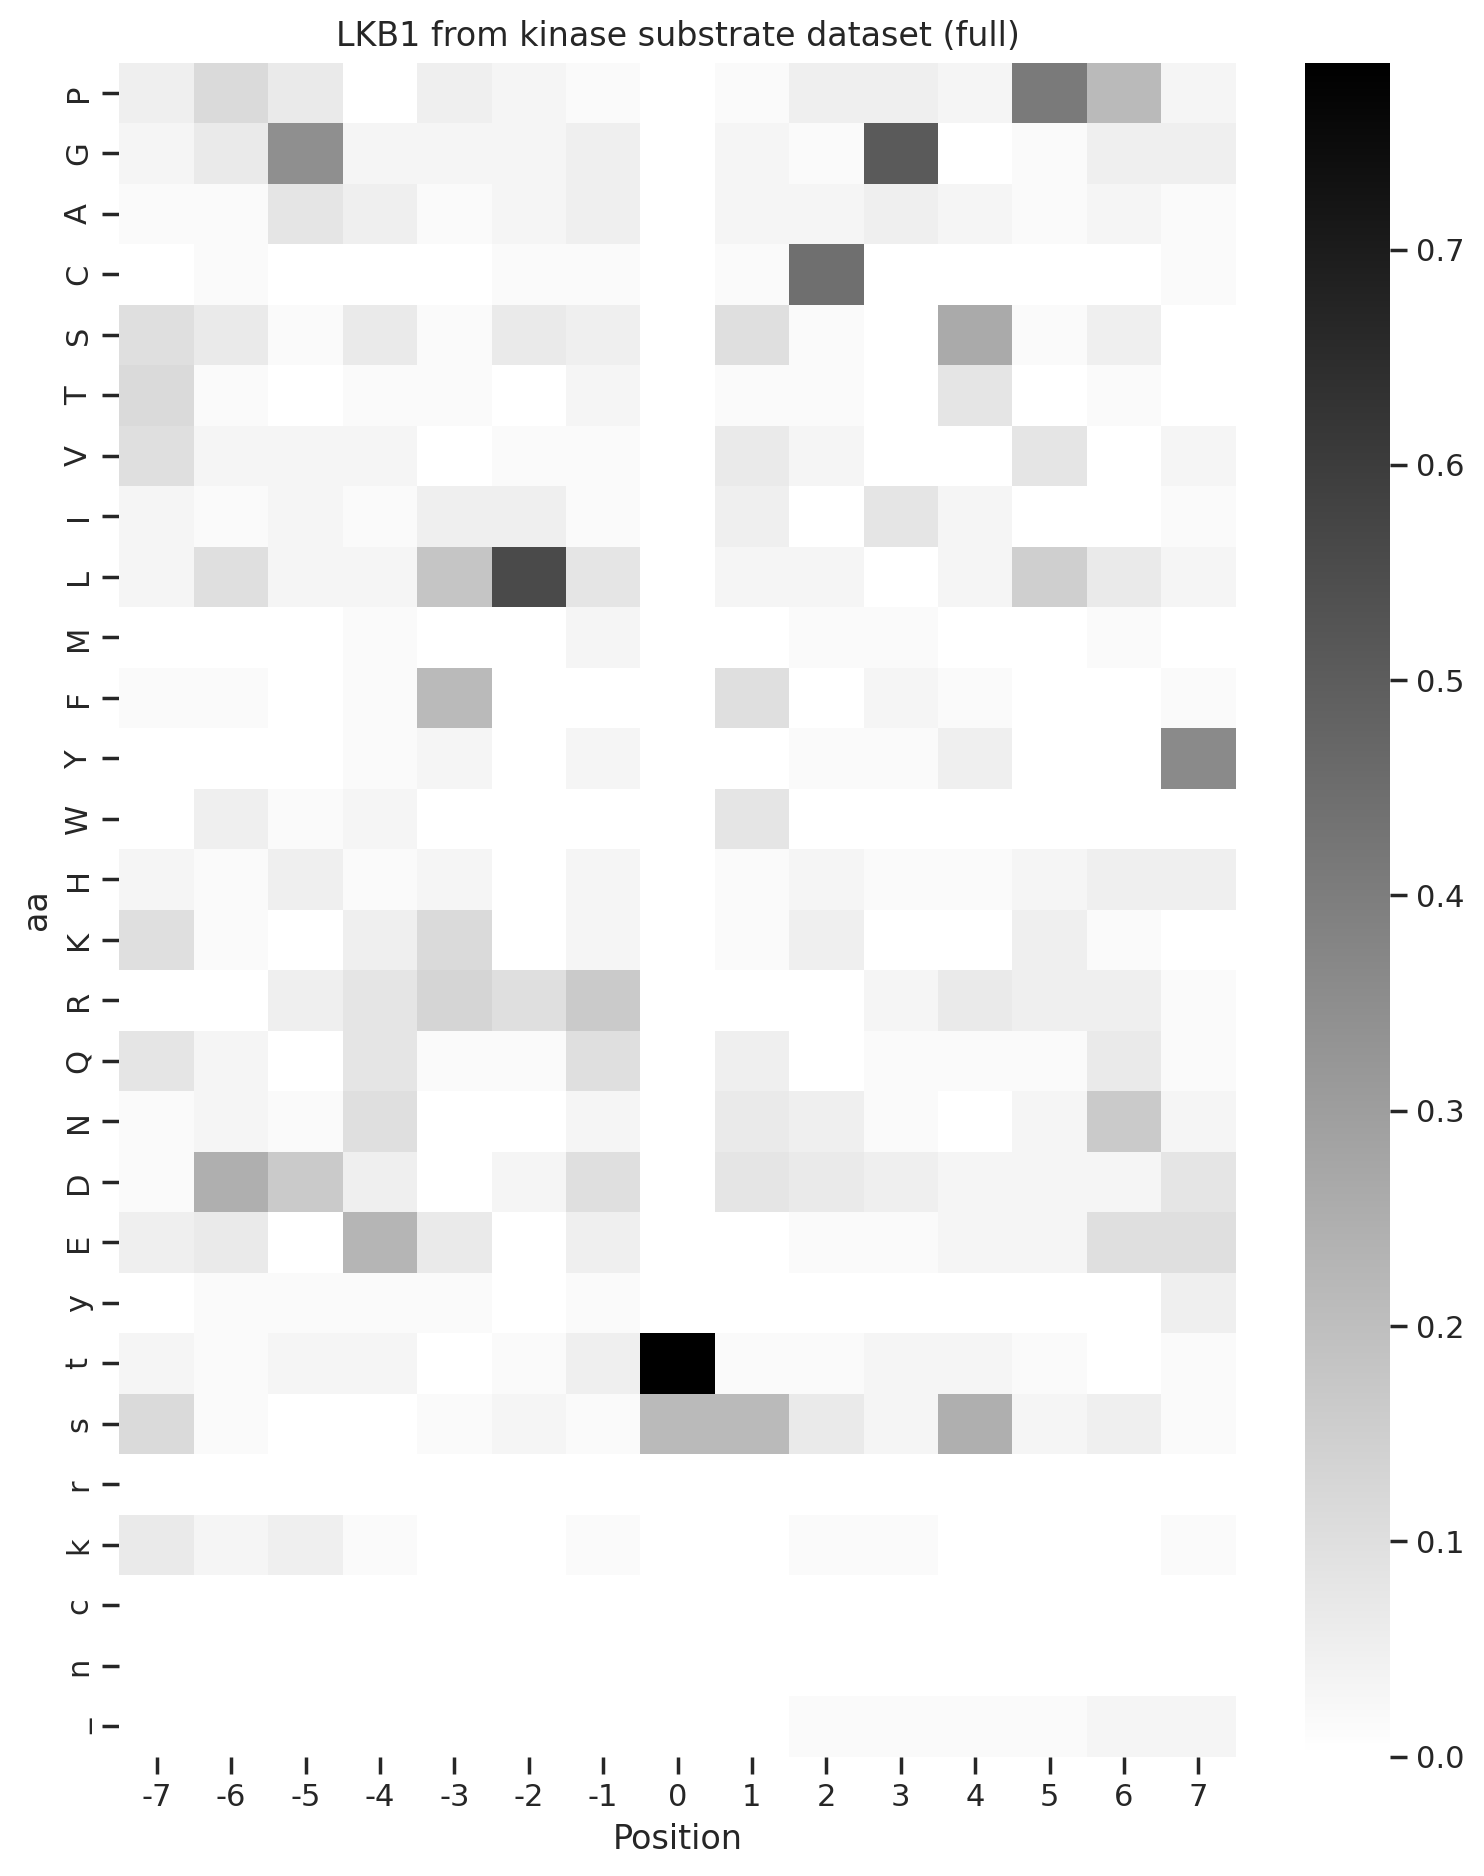 LKB1 from kinase substrate dataset (full)
aa
P
G
A
C
S
T
V
I
L
M
F
Y
W
H
K
R
Q
N
D
E
y
t
s
r
k
c
n
_
-7 -6 -5 -4 -3 -2 -1 0 1 2 3 4 5 6 7
Position
0.7
0.6
0.5
0.4
0.3
0.2
0.1
0.0